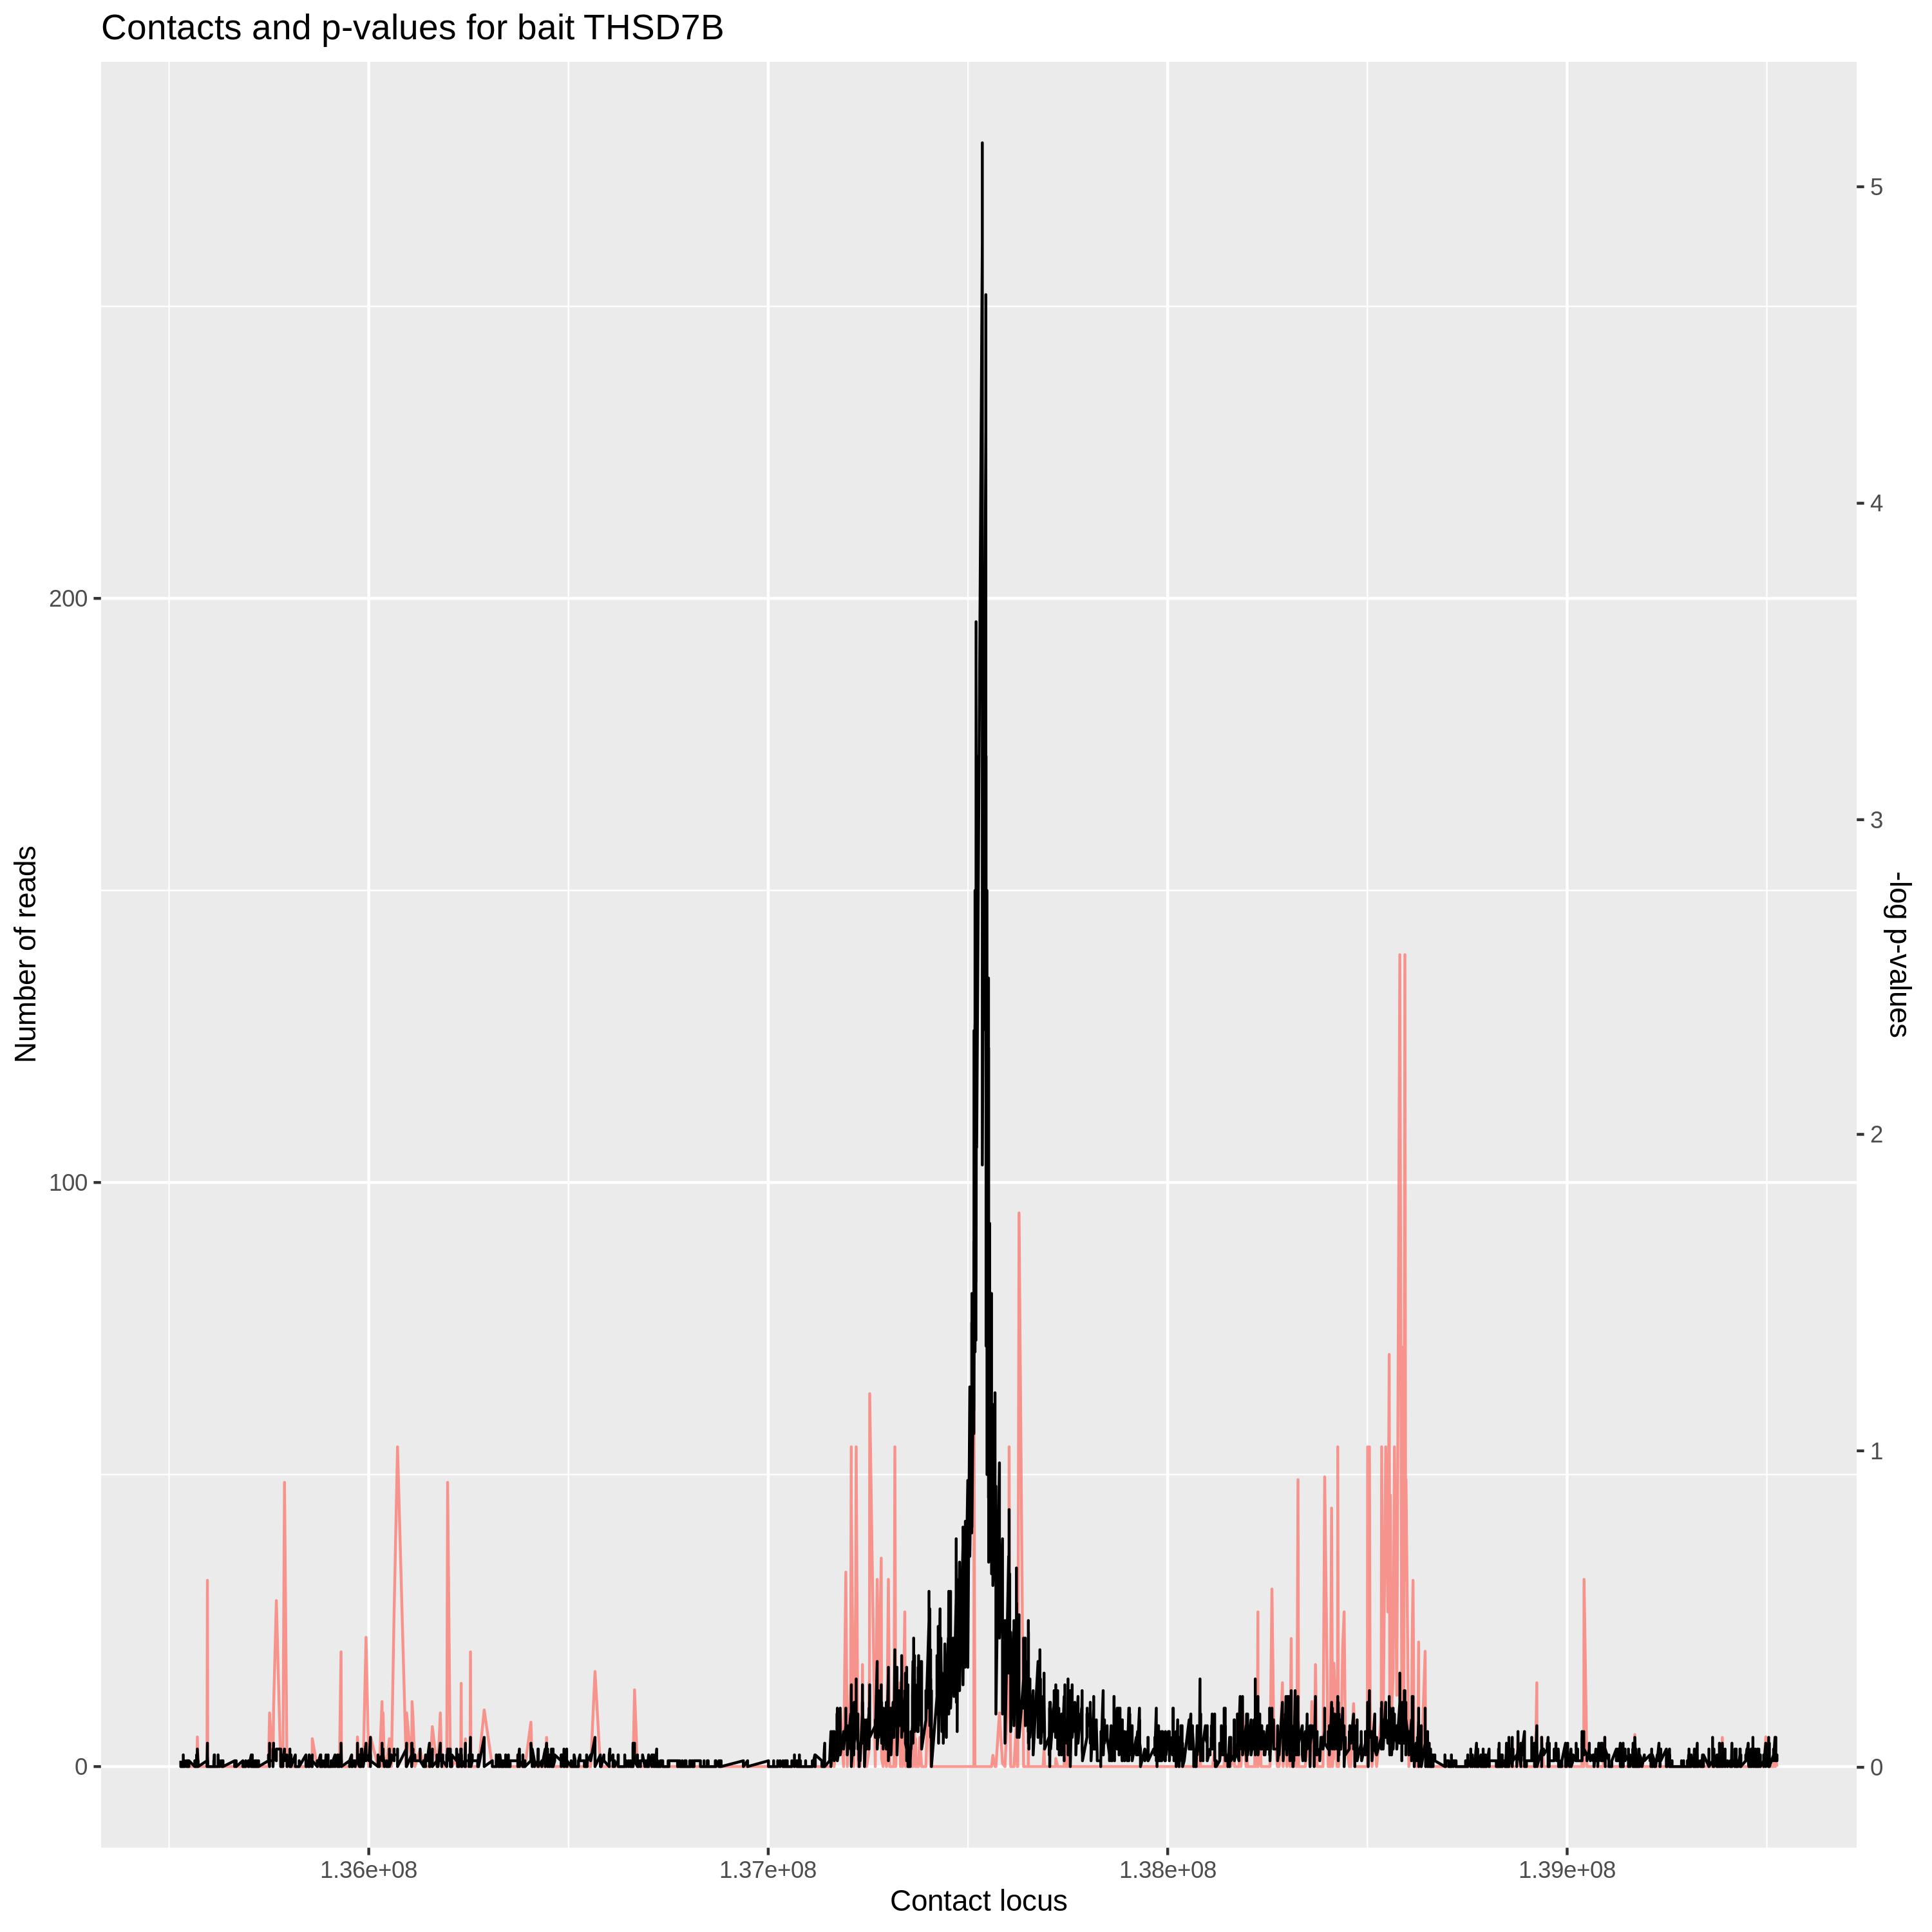 Contacts and p-values for bait THSD7B
Number of reads
200
100
0
5
4
3
2
1
0
-log p-values
1.36e+08 1.37e+08 1.38e+08 1.39e+08
Contact locus